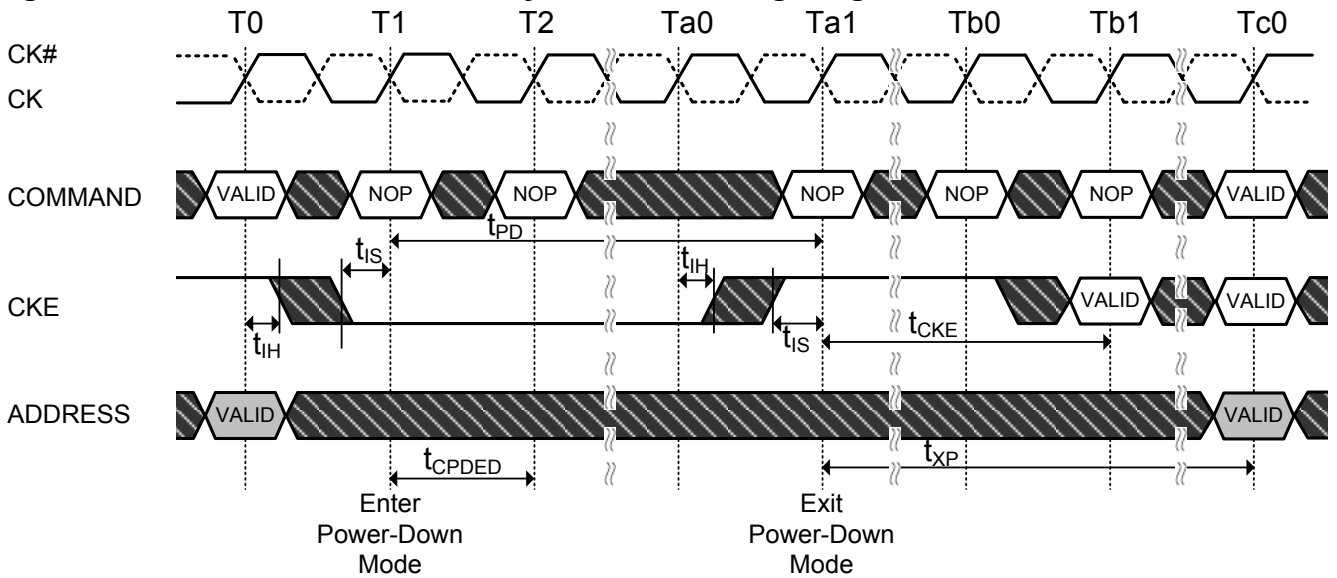 T0 T1 T2 Ta0 Ta1 Tb0 Tb1 Tc0
CK#
CK
COMMAND VALID NOP NOP NOP NOP NOP VALID
tPD
tIS
tIH
CKE VALID VALID
tIH
tIS
tCKE
ADDRESS VALID VALID
tCPDED
tXP
Enter
Power-Down
Mode
Exit
Power-Down
Mode